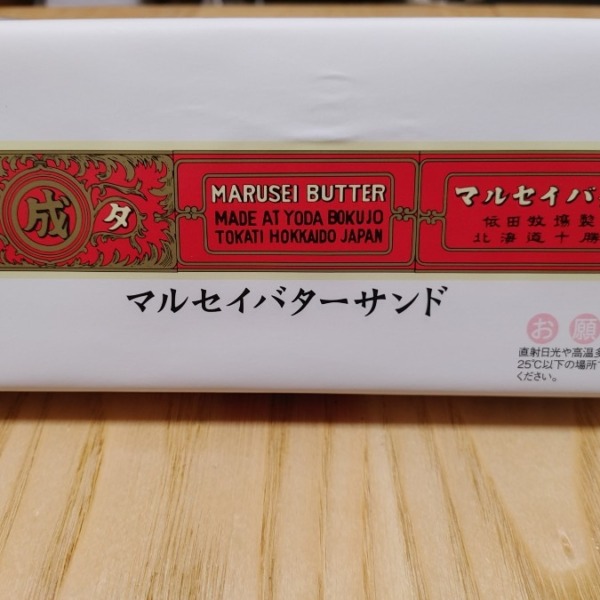 成
タ
MARUSEI BUTTER
MADE AT YODA BOKUJO
TOKATI HOKKAIDO JAPAN
マルセイバ
依田牧場製
北海道十勝
マルセイバターサンド
お願
直射日光や高温多
25℃以下の場所で
ください。